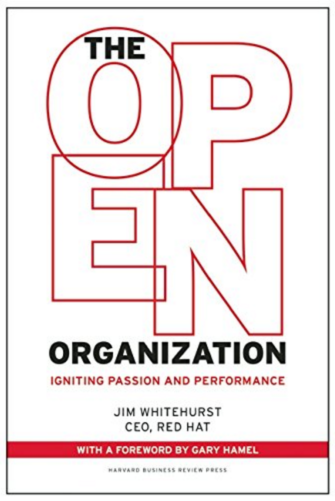 THE
OP
EN
ORGANIZATION
IGNITING PASSION AND PERFORMANCE
JIM WHITEHURST
CEO, RED HAT
WITH A FOREWORD BY GARY HAMEL
HARVARD BUSINESS REVIEW PRESS